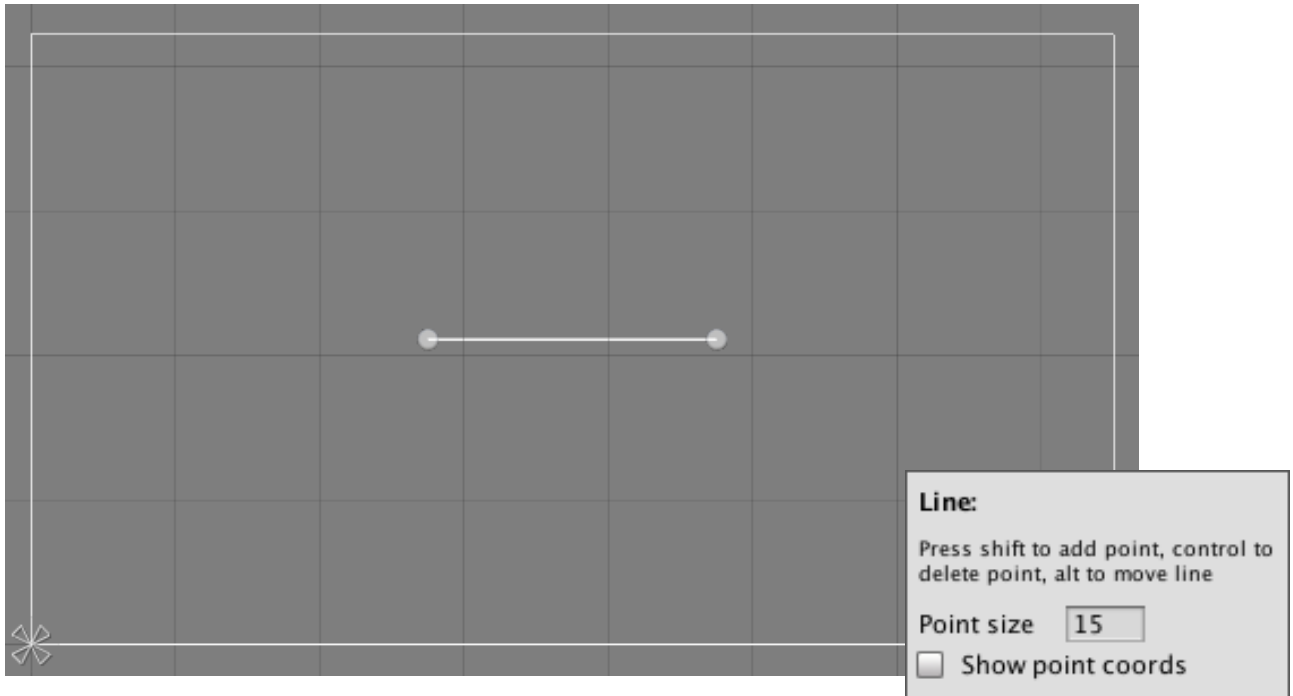 Line:
Press shift to add point, control to
delete point, alt to move line
Point size 15
Show point coords